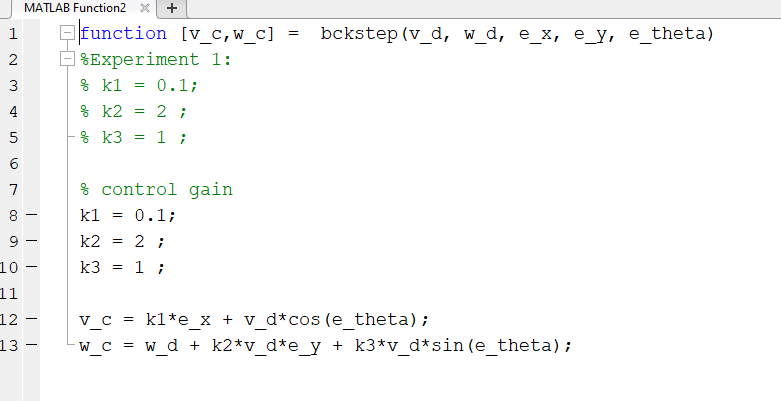 MATLAB Function2 × +
1 function [v_c,w_c] =  bckstep(v_d, w_d, e_x, e_y, e_theta)
2 %Experiment 1:
3 % k1 = 0.1;
4 % k2 = 2 ;
5 % k3 = 1 ;
6
7 % control gain
8 – k1 = 0.1;
9 – k2 = 2 ;
10 – k3 = 1 ;
11
12 – v_c = k1*e_x + v_d*cos(e_theta);
13 – w_c = w_d + k2*v_d*e_y + k3*v_d*sin(e_theta);